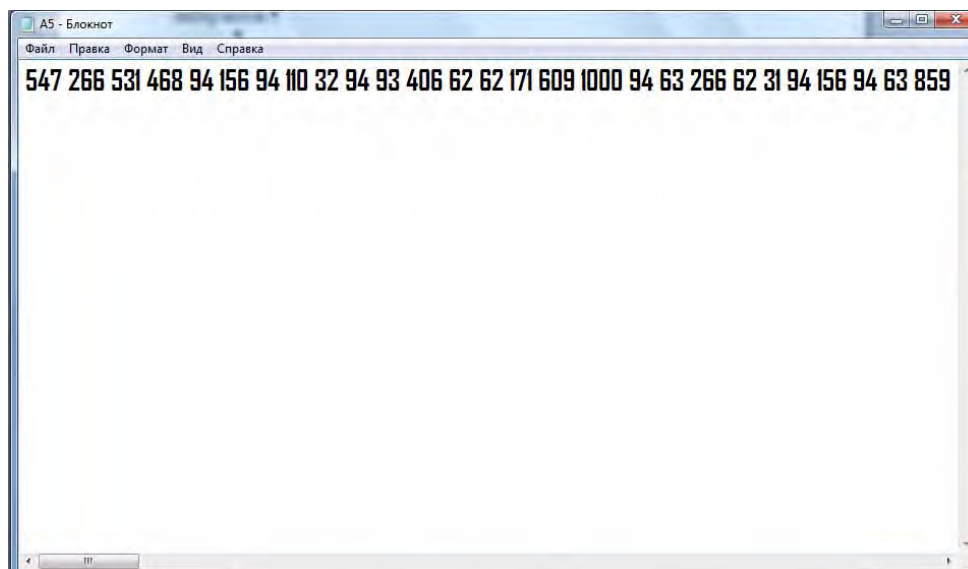 A5 - Блокнот
Файл Правка Формат Вид Справка
547 266 531 468 94 156 94 110 32 94 93 406 62 62 171 609 1000 94 63 266 62 31 94 156 94 63 859